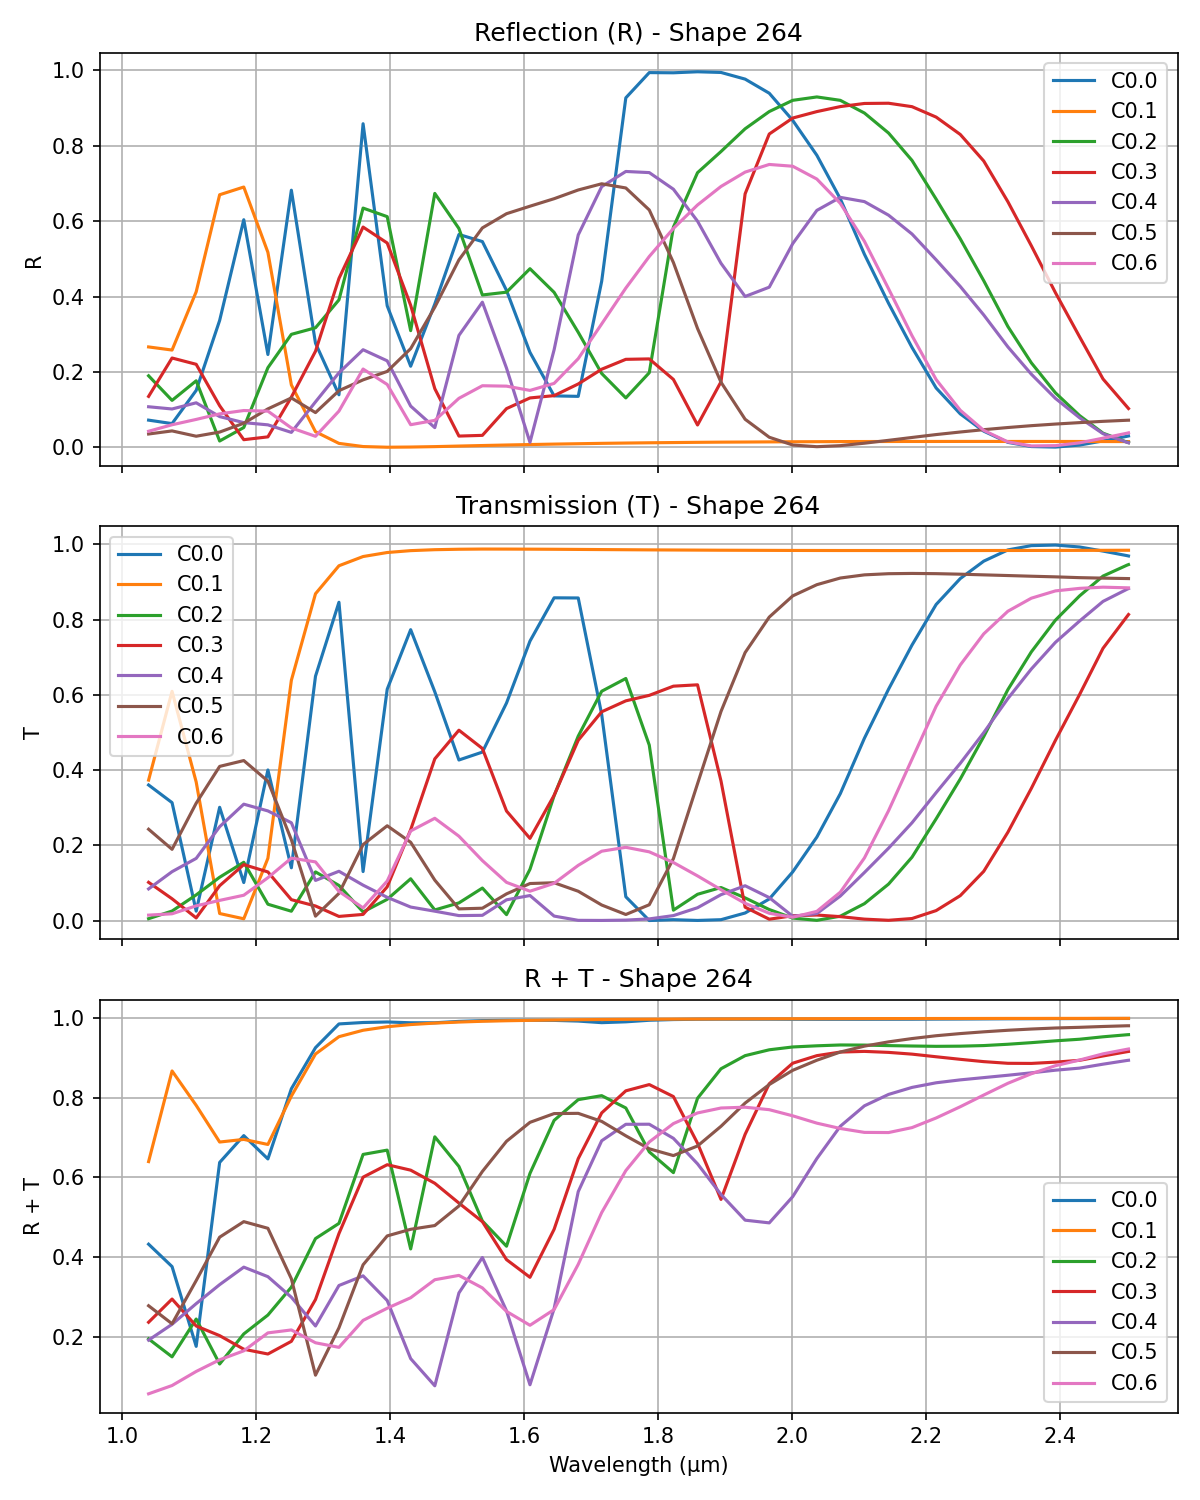 Reflection (R) - Shape 264
1.0
0.8
0.6
0.4
0.2
0.0
R
C0.0
C0.1
C0.2
C0.3
C0.4
C0.5
C0.6
Transmission (T) - Shape 264
1.0
0.8
0.6
0.4
0.2
0.0
T
C0.0
C0.1
C0.2
C0.3
C0.4
C0.5
C0.6
R + T - Shape 264
1.0
0.8
0.6
0.4
0.2
R + T
C0.0
C0.1
C0.2
C0.3
C0.4
C0.5
C0.6
1.0 1.2 1.4 1.6 1.8 2.0 2.2 2.4
Wavelength (μm)